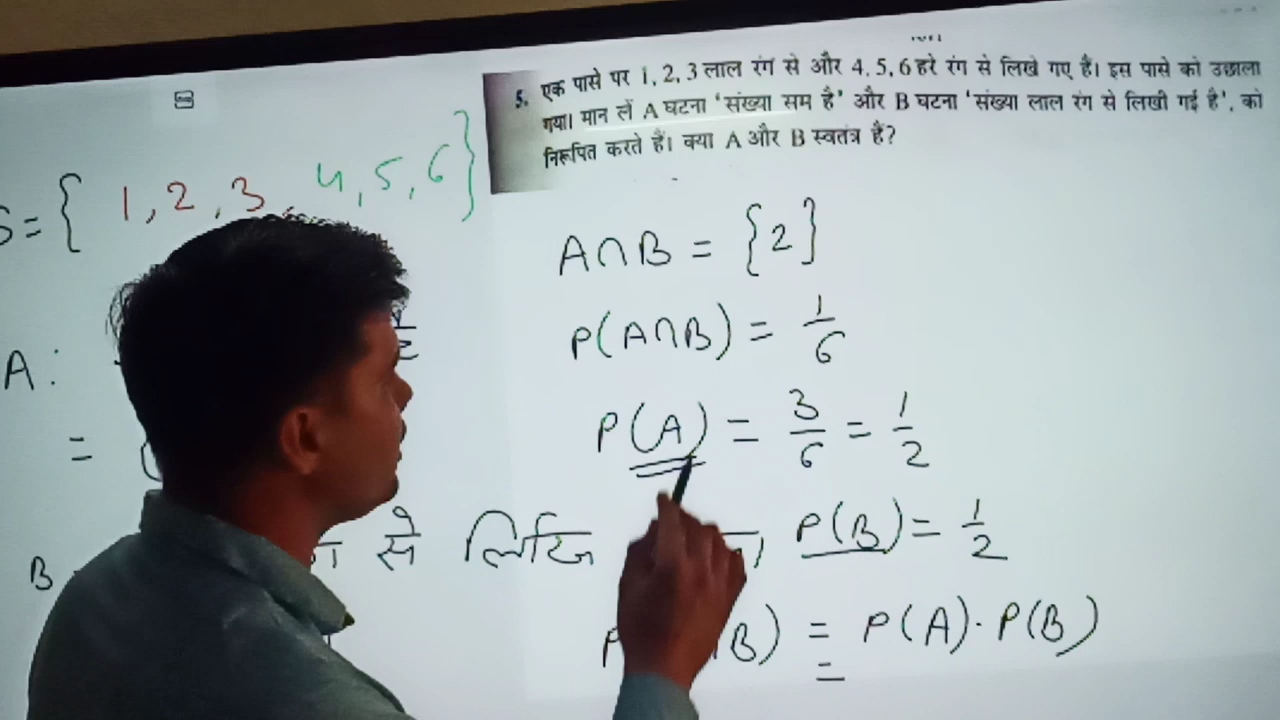 5. एक पासे पर 1, 2, 3 लाल रंग से और 4, 5, 6 हरे रंग से लिखे गए हैं। इस पासे को उछाला
गया। मान लें A घटना 'संख्या सम है' और B घटना 'संख्या लाल रंग से लिखी गई है', को
निरूपित करते हैं। क्या A और B स्वतंत्र हैं?
S = { 1, 2, 3, 4, 5, 6 }
A ∩ B = {2}
P(A∩B) = 1/6
A :
P(A) = 3/6 = 1/2
=
B से P(B) = 1/2
B) = P(A) · P(B)